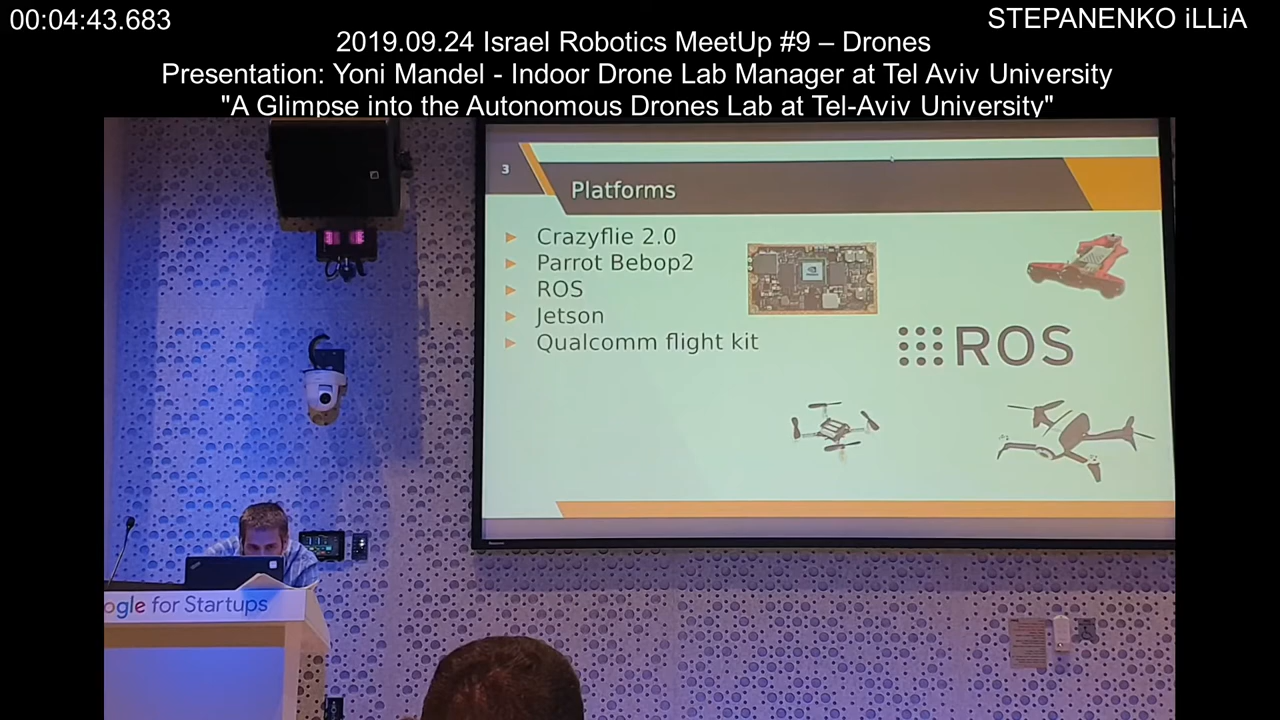 00:04:43.683
STEPANENKO iLLiA
2019.09.24 Israel Robotics MeetUp #9 – Drones
Presentation: Yoni Mandel - Indoor Drone Lab Manager at Tel Aviv University
"A Glimpse into the Autonomous Drones Lab at Tel-Aviv University"
3
Platforms
Crazyflie 2.0
Parrot Bebop2
ROS
Jetson
Qualcomm flight kit
ROS
ogle for Startups